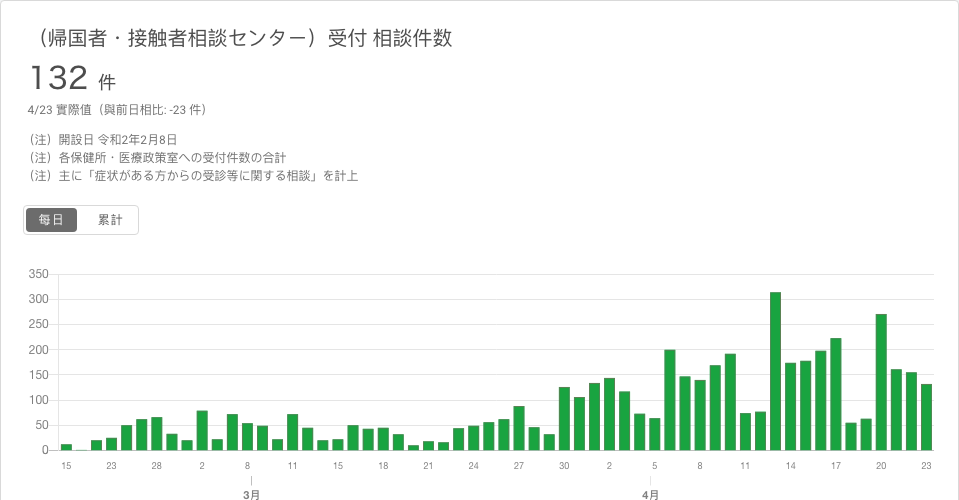 （帰国者・接触者相談センター）受付 相談件数
132 件
4/23 實際值（與前日相比: -23 件）
（注）開設日 令和2年2月8日
（注）各保健所・医療政策室への受付件数の合計
（注）主に「症状がある方からの受診等に関する相談」を計上
每日 累計
350
300
250
200
150
100
50
0
15 23 28 2 8 11 15 18 21 24 27 30 2 5 8 11 14 17 20 23
3月 4月